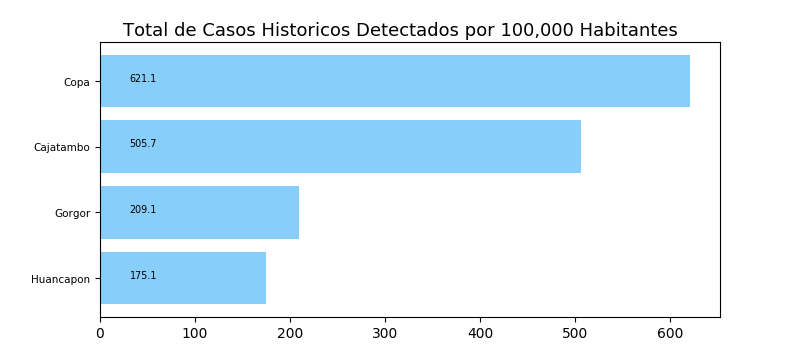 Total de Casos Historicos Detectados por 100,000 Habitantes
Copa 621.1
Cajatambo 505.7
Gorgor 209.1
Huancapon 175.1
0 100 200 300 400 500 600